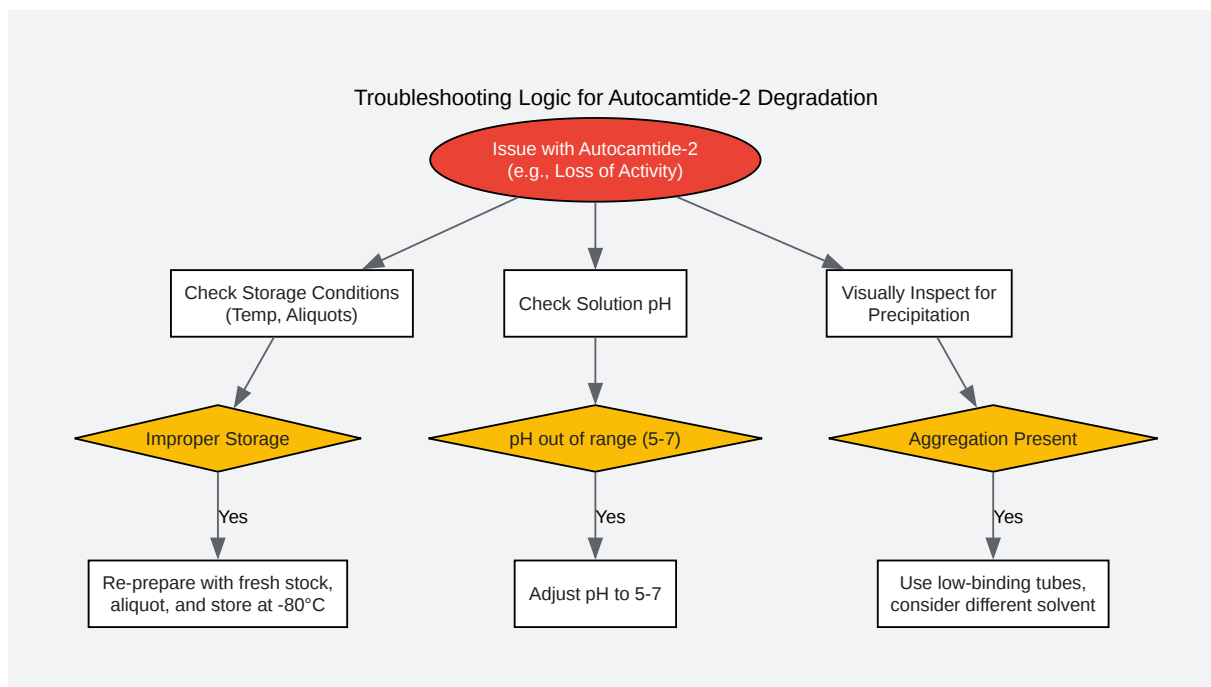 Troubleshooting Logic for Autocamtide-2 Degradation
Issue with Autocamtide-2
(e.g., Loss of Activity)
Check Storage Conditions
(Temp, Aliquots)
Check Solution pH
Visually Inspect for
Precipitation
Improper Storage
pH out of range (5-7)
Aggregation Present
Yes
Yes
Yes
Re-prepare with fresh stock,
aliquot, and store at -80°C
Adjust pH to 5-7
Use low-binding tubes,
consider different solvent